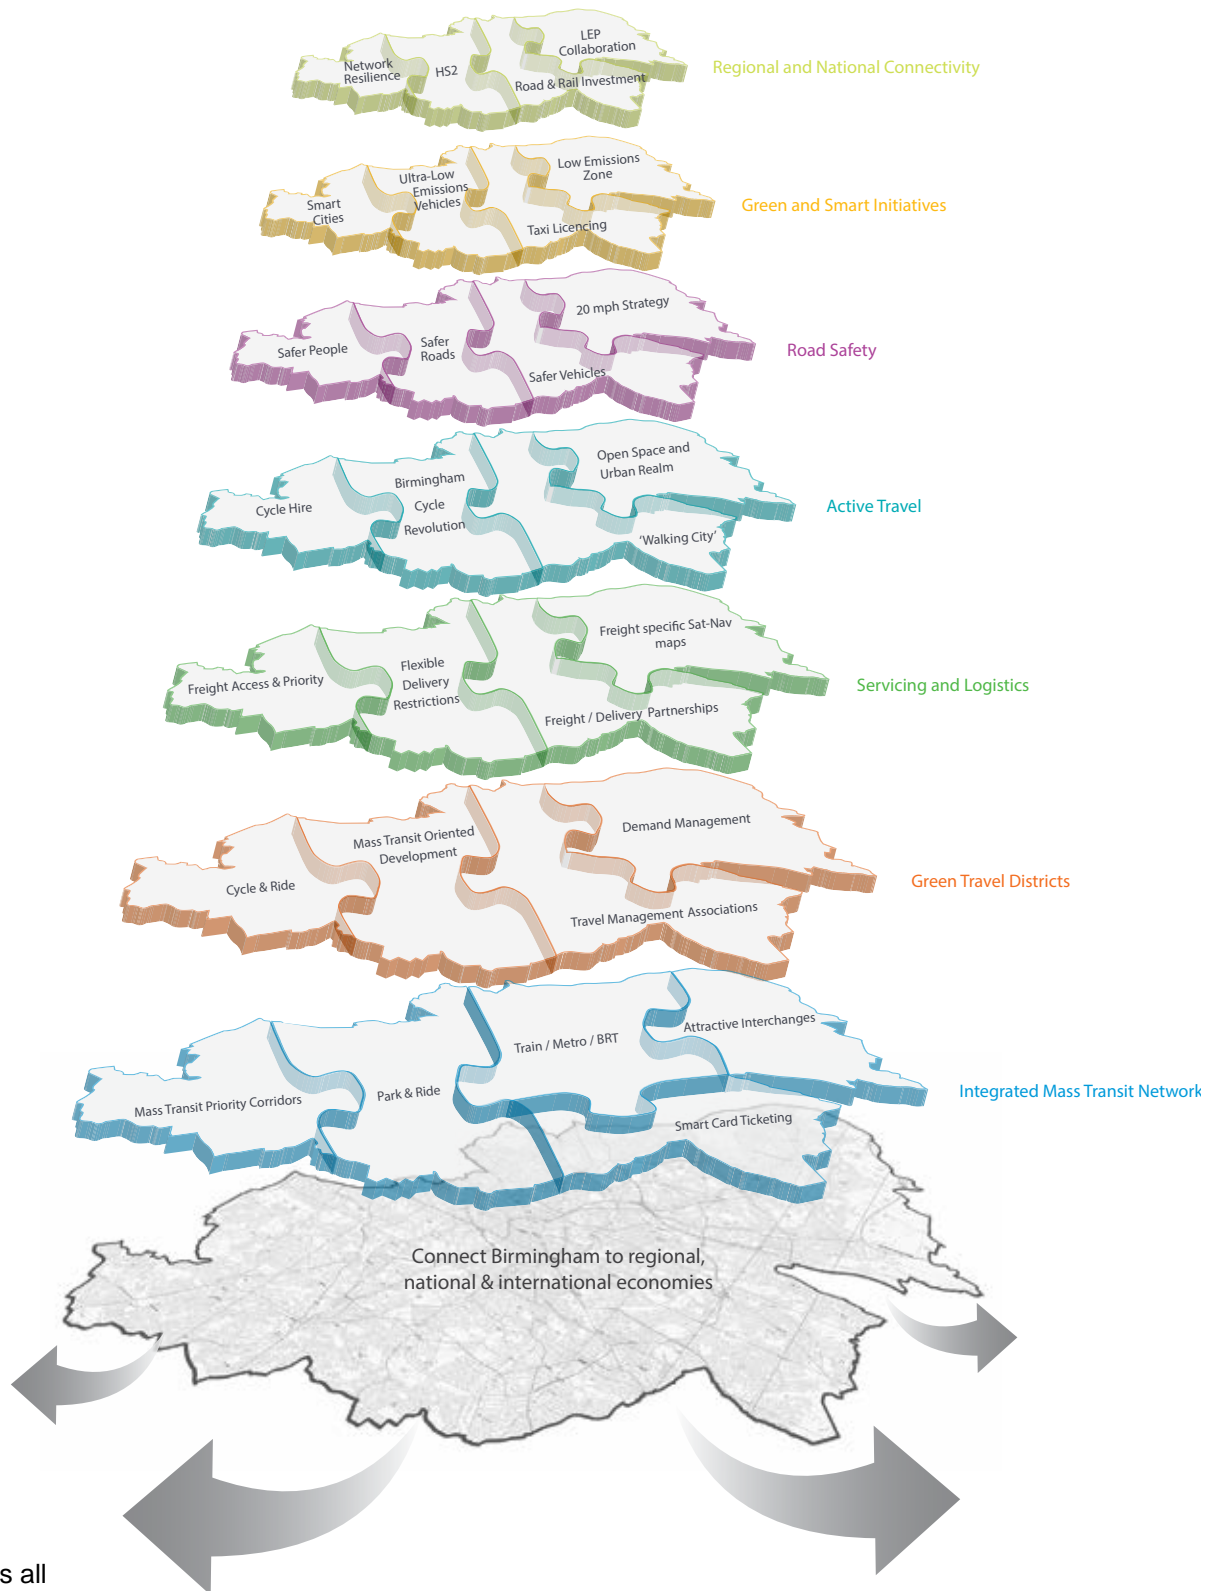 LEP
Collaboration
Network
Resilience
HS2
Road & Rail Investment
Regional and National Connectivity
Low Emissions
Zone
Ultra-Low
Emissions
Vehicles
Smart
Cities
Taxi Licencing
Green and Smart Initiatives
20 mph Strategy
Safer People
Safer
Roads
Safer Vehicles
Road Safety
Open Space and
Urban Realm
Birmingham
Cycle
Revolution
Cycle Hire
'Walking City'
Active Travel
Freight specific Sat-Nav
maps
Flexible
Delivery
Restrictions
Freight Access & Priority
Freight / Delivery Partnerships
Servicing and Logistics
Demand Management
Mass Transit Oriented
Development
Cycle & Ride
Travel Management Associations
Green Travel Districts
Attractive Interchanges
Train / Metro / BRT
Park & Ride
Mass Transit Priority Corridors
Smart Card Ticketing
Integrated Mass Transit Network
Connect Birmingham to regional,
national & international economies
s all